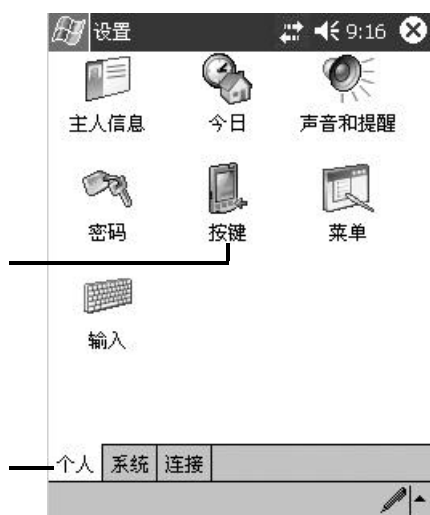 设置 9:16
主人信息 今日 声音和提醒
密码 按键 菜单
输入
个人 系统 连接